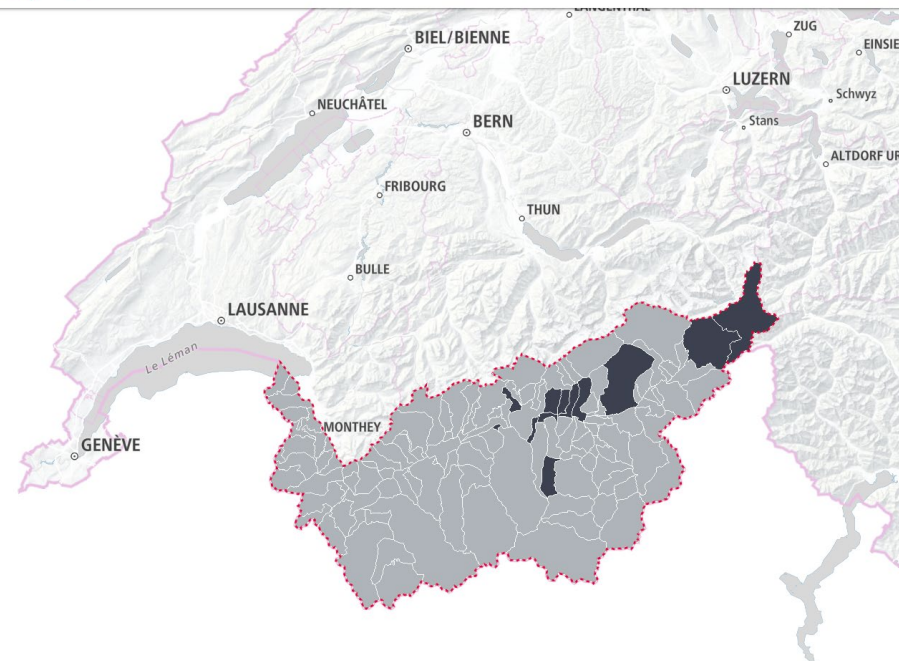 LANGENTHAL
ZUG
BIEL/BIENNE
EINSIE
LUZERN
Schwyz
NEUCHÂTEL
Stans
BERN
ALTDORF UR
FRIBOURG
THUN
BULLE
LAUSANNE
Le Léman
MONTHEY
GENÈVE